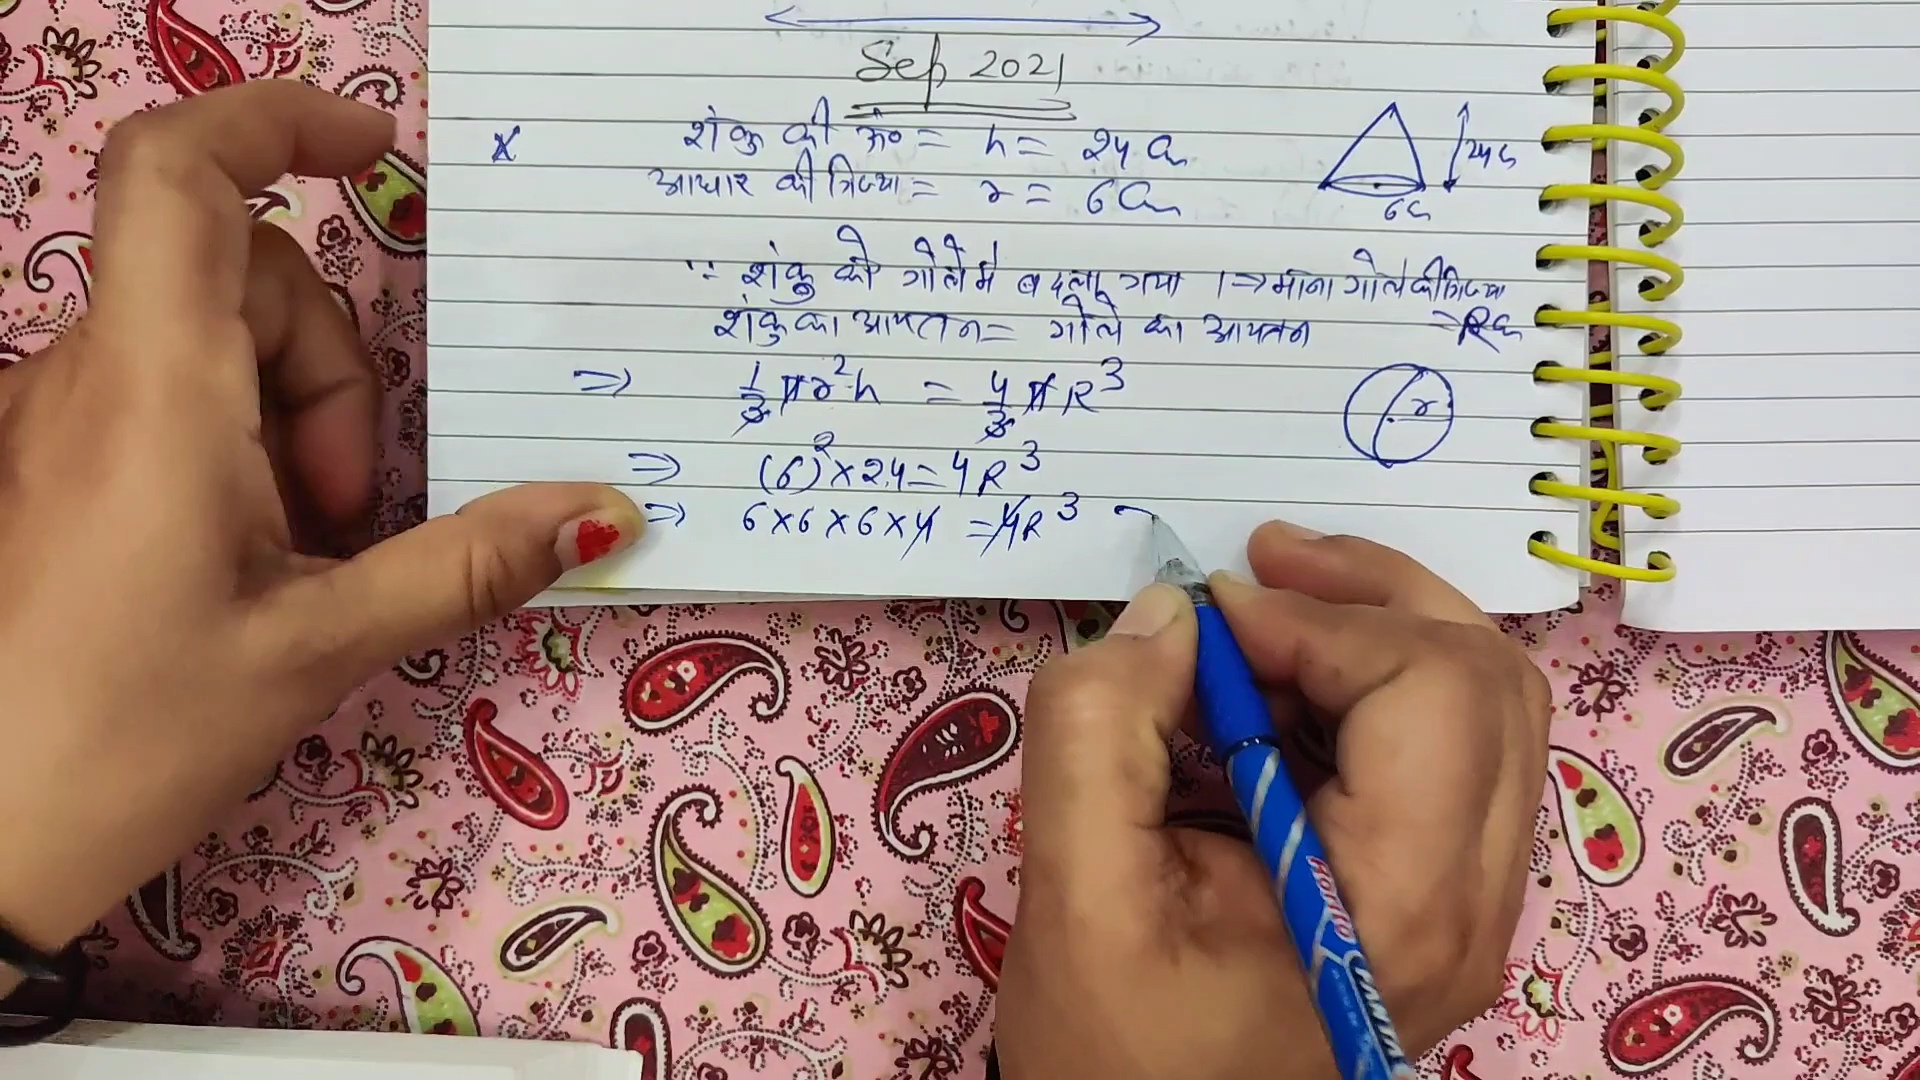 Sep 2021
शंकु की ऊ० = h = 24 Cm
आधार की त्रिज्या = r = 6 Cm
24 Cm
6 Cm
∵ शंकु को गोले में बदला गया । ⇒ माना गोले की त्रिज्या
= R Cm
शंकु का आयतन = गोले का आयतन
⇒ 1/3 πr²h = 4/3 πR³
r
⇒ (6)² × 24 = 4R³
⇒ 6 × 6 × 6 × 4 = 4R³